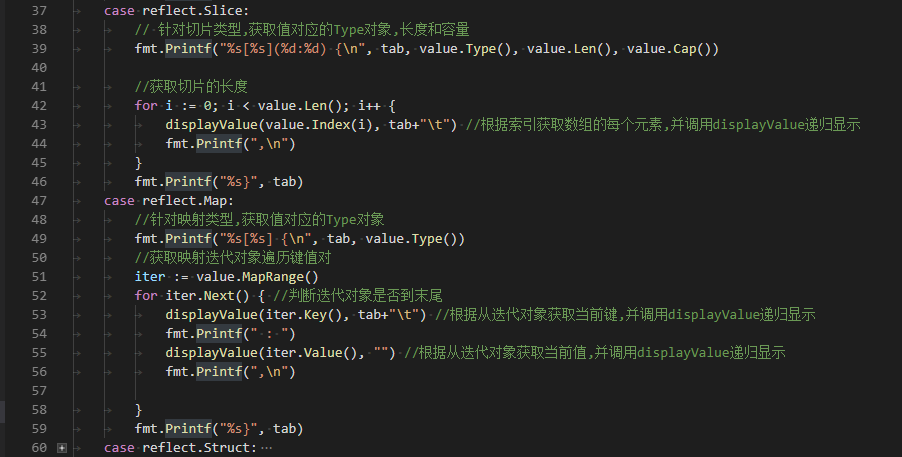 37 case reflect.Slice:
38 // 针对切片类型,获取值对应的Type对象,长度和容量
39 fmt.Printf("%s[%s](%d:%d) {\n", tab, value.Type(), value.Len(), value.Cap())
40
41 //获取切片的长度
42 for i := 0; i < value.Len(); i++ {
43 displayValue(value.Index(i), tab+"\t") //根据索引获取数组的每个元素,并调用displayValue递归显示
44 fmt.Printf(",\n")
45 }
46 fmt.Printf("%s}", tab)
47 case reflect.Map:
48 //针对映射类型,获取值对应的Type对象
49 fmt.Printf("%s[%s] {\n", tab, value.Type())
50 //获取映射迭代对象遍历键值对
51 iter := value.MapRange()
52 for iter.Next() { //判断迭代对象是否到末尾
53 displayValue(iter.Key(), tab+"\t") //根据从迭代对象获取当前键,并调用displayValue递归显示
54 fmt.Printf(" : ")
55 displayValue(iter.Value(), "") //根据从迭代对象获取当前值,并调用displayValue递归显示
56 fmt.Printf(",\n")
57
58 }
59 fmt.Printf("%s}", tab)
60 case reflect.Struct:…